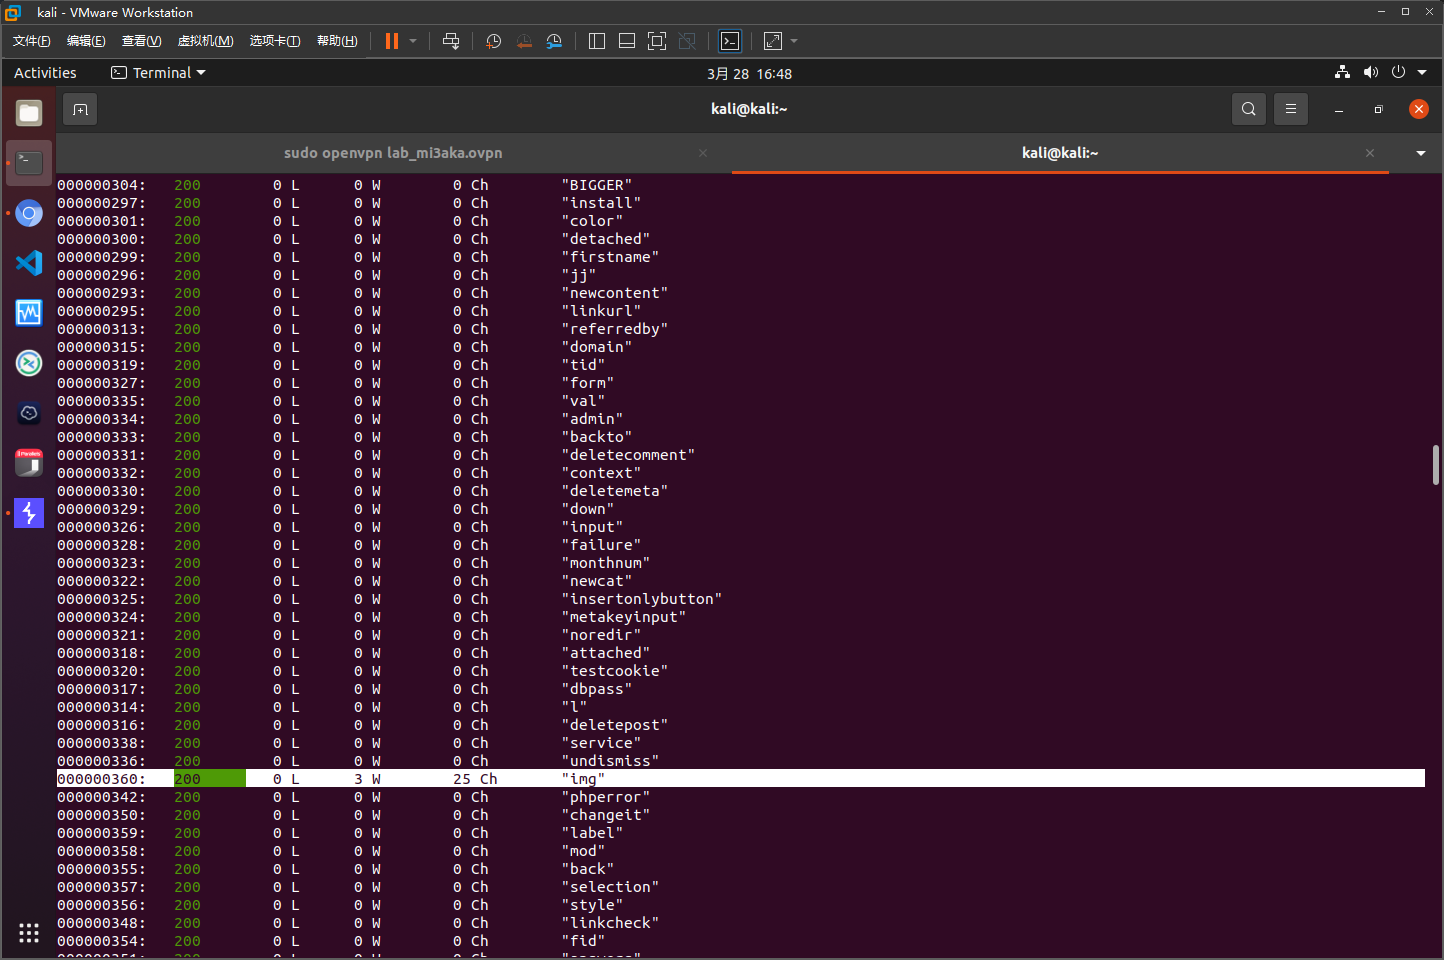 kali - VMware Workstation
文件(F) 编辑(E) 查看(V) 虚拟机(M) 选项卡(T) 帮助(H)
Activities Terminal 3月 28 16:48
kali@kali:~
sudo openvpn lab_mi3aka.ovpn kali@kali:~
000000304: 200 0 L 0 W 0 Ch "BIGGER"
000000297: 200 0 L 0 W 0 Ch "install"
000000301: 200 0 L 0 W 0 Ch "color"
000000300: 200 0 L 0 W 0 Ch "detached"
000000299: 200 0 L 0 W 0 Ch "firstname"
000000296: 200 0 L 0 W 0 Ch "jj"
000000293: 200 0 L 0 W 0 Ch "newcontent"
000000295: 200 0 L 0 W 0 Ch "linkurl"
000000313: 200 0 L 0 W 0 Ch "referredby"
000000315: 200 0 L 0 W 0 Ch "domain"
000000319: 200 0 L 0 W 0 Ch "tid"
000000327: 200 0 L 0 W 0 Ch "form"
000000335: 200 0 L 0 W 0 Ch "val"
000000334: 200 0 L 0 W 0 Ch "admin"
000000333: 200 0 L 0 W 0 Ch "backto"
000000331: 200 0 L 0 W 0 Ch "deletecomment"
000000332: 200 0 L 0 W 0 Ch "context"
000000330: 200 0 L 0 W 0 Ch "deletemeta"
000000329: 200 0 L 0 W 0 Ch "down"
000000326: 200 0 L 0 W 0 Ch "input"
000000328: 200 0 L 0 W 0 Ch "failure"
000000323: 200 0 L 0 W 0 Ch "monthnum"
000000322: 200 0 L 0 W 0 Ch "newcat"
000000325: 200 0 L 0 W 0 Ch "insertonlybutton"
000000324: 200 0 L 0 W 0 Ch "metakeyinput"
000000321: 200 0 L 0 W 0 Ch "noredir"
000000318: 200 0 L 0 W 0 Ch "attached"
000000320: 200 0 L 0 W 0 Ch "testcookie"
000000317: 200 0 L 0 W 0 Ch "dbpass"
000000314: 200 0 L 0 W 0 Ch "l"
000000316: 200 0 L 0 W 0 Ch "deletepost"
000000338: 200 0 L 0 W 0 Ch "service"
000000336: 200 0 L 0 W 0 Ch "undismiss"
000000360: 200 0 L 3 W 25 Ch "img"
000000342: 200 0 L 0 W 0 Ch "phperror"
000000350: 200 0 L 0 W 0 Ch "changeit"
000000359: 200 0 L 0 W 0 Ch "label"
000000358: 200 0 L 0 W 0 Ch "mod"
000000355: 200 0 L 0 W 0 Ch "back"
000000357: 200 0 L 0 W 0 Ch "selection"
000000356: 200 0 L 0 W 0 Ch "style"
000000348: 200 0 L 0 W 0 Ch "linkcheck"
000000354: 200 0 L 0 W 0 Ch "fid"